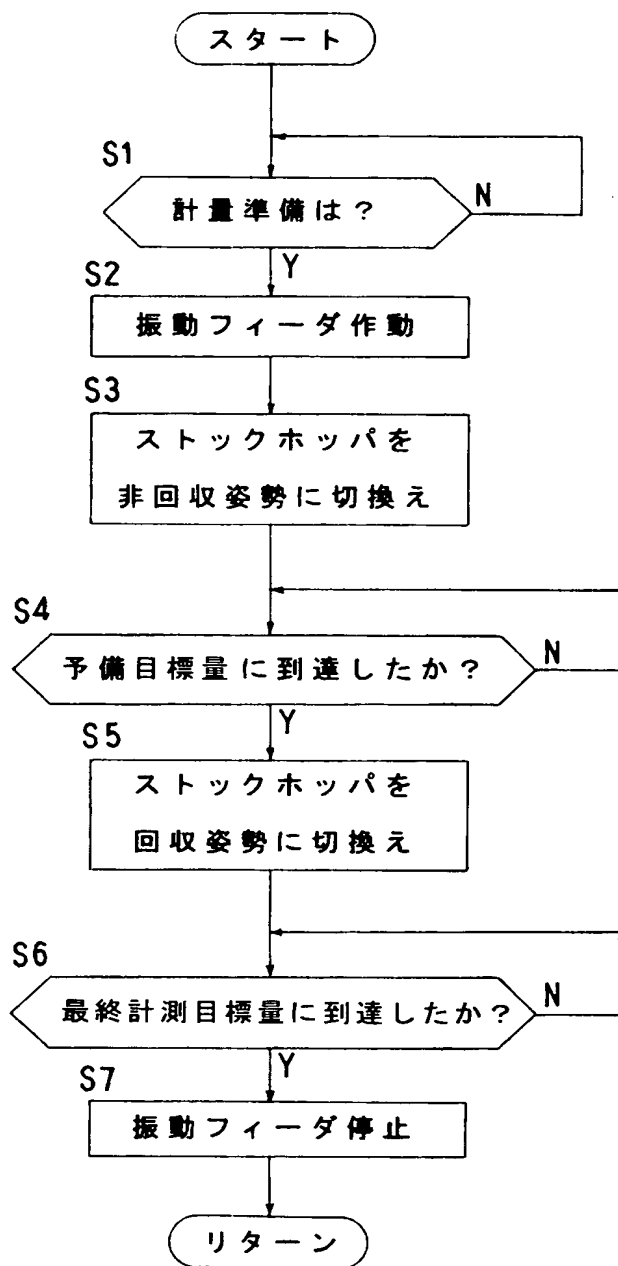 スタート
S1
計量準備は?
N
Y
S2
振動フィーダ作動
S3
ストックホッパを
非回収姿勢に切換え
S4
予備目標量に到達したか?
N
Y
S5
ストックホッパを
回収姿勢に切換え
S6
最終計測目標量に到達したか?
N
Y
S7
振動フィーダ停止
リターン